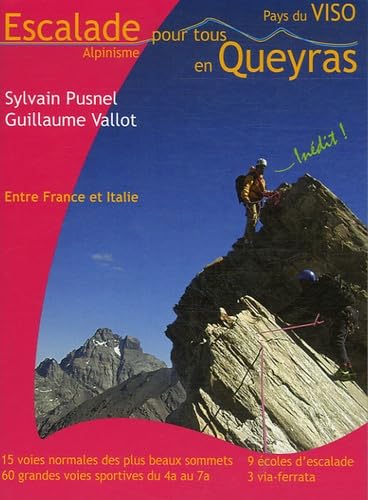 Pays du VISO
Escalade pour tous
Alpinisme
en Queyras
Sylvain Pusnel
Guillaume Vallot
Inédit !
Entre France et Italie
15 voies normales des plus beaux sommets
60 grandes voies sportives du 4a au 7a
9 écoles d'escalade
3 via-ferrata